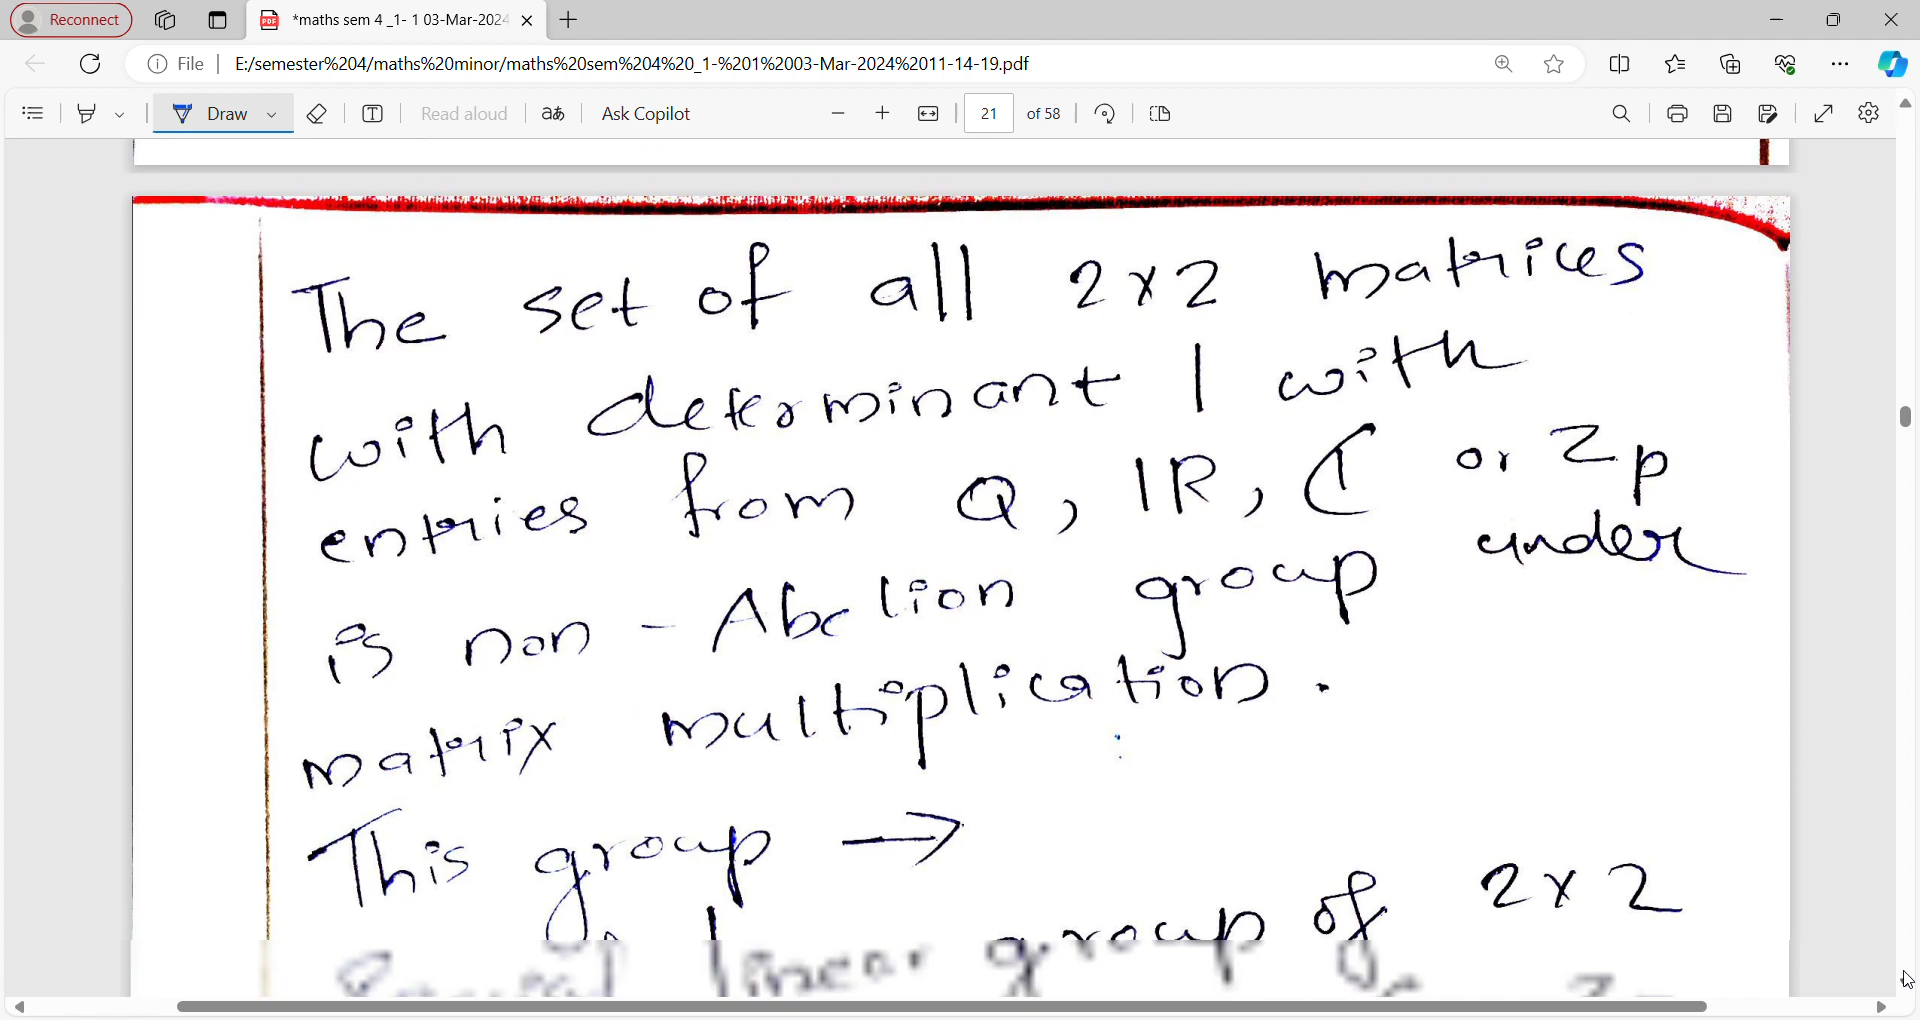 Reconnect
*maths sem 4 _1- 1 03-Mar-2024
File
E:/semester%204/maths%20minor/maths%20sem%204%20_1-%201%2003-Mar-2024%2011-14-19.pdf
Draw
Read aloud
aあ
Ask Copilot
21 of 58
The set of all 2x2 matrices
with determinant 1 with
entries from Q, IR, ℂ or Zp
is non-Abelion group under
matrix multiplication.
This group →
linear group of 2x2